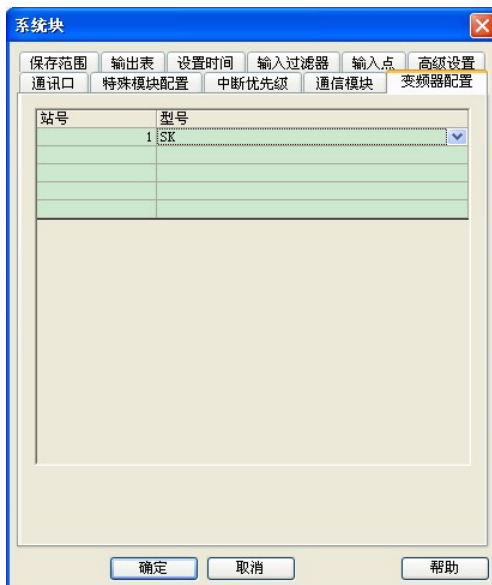 系统块
保存范围 输出表 设置时间 输入过滤器 输入点 高级设置
通讯口 特殊模块配置 中断优先级 通信模块 变频器配置
站号 型号
1 SK
确定 取消 帮助